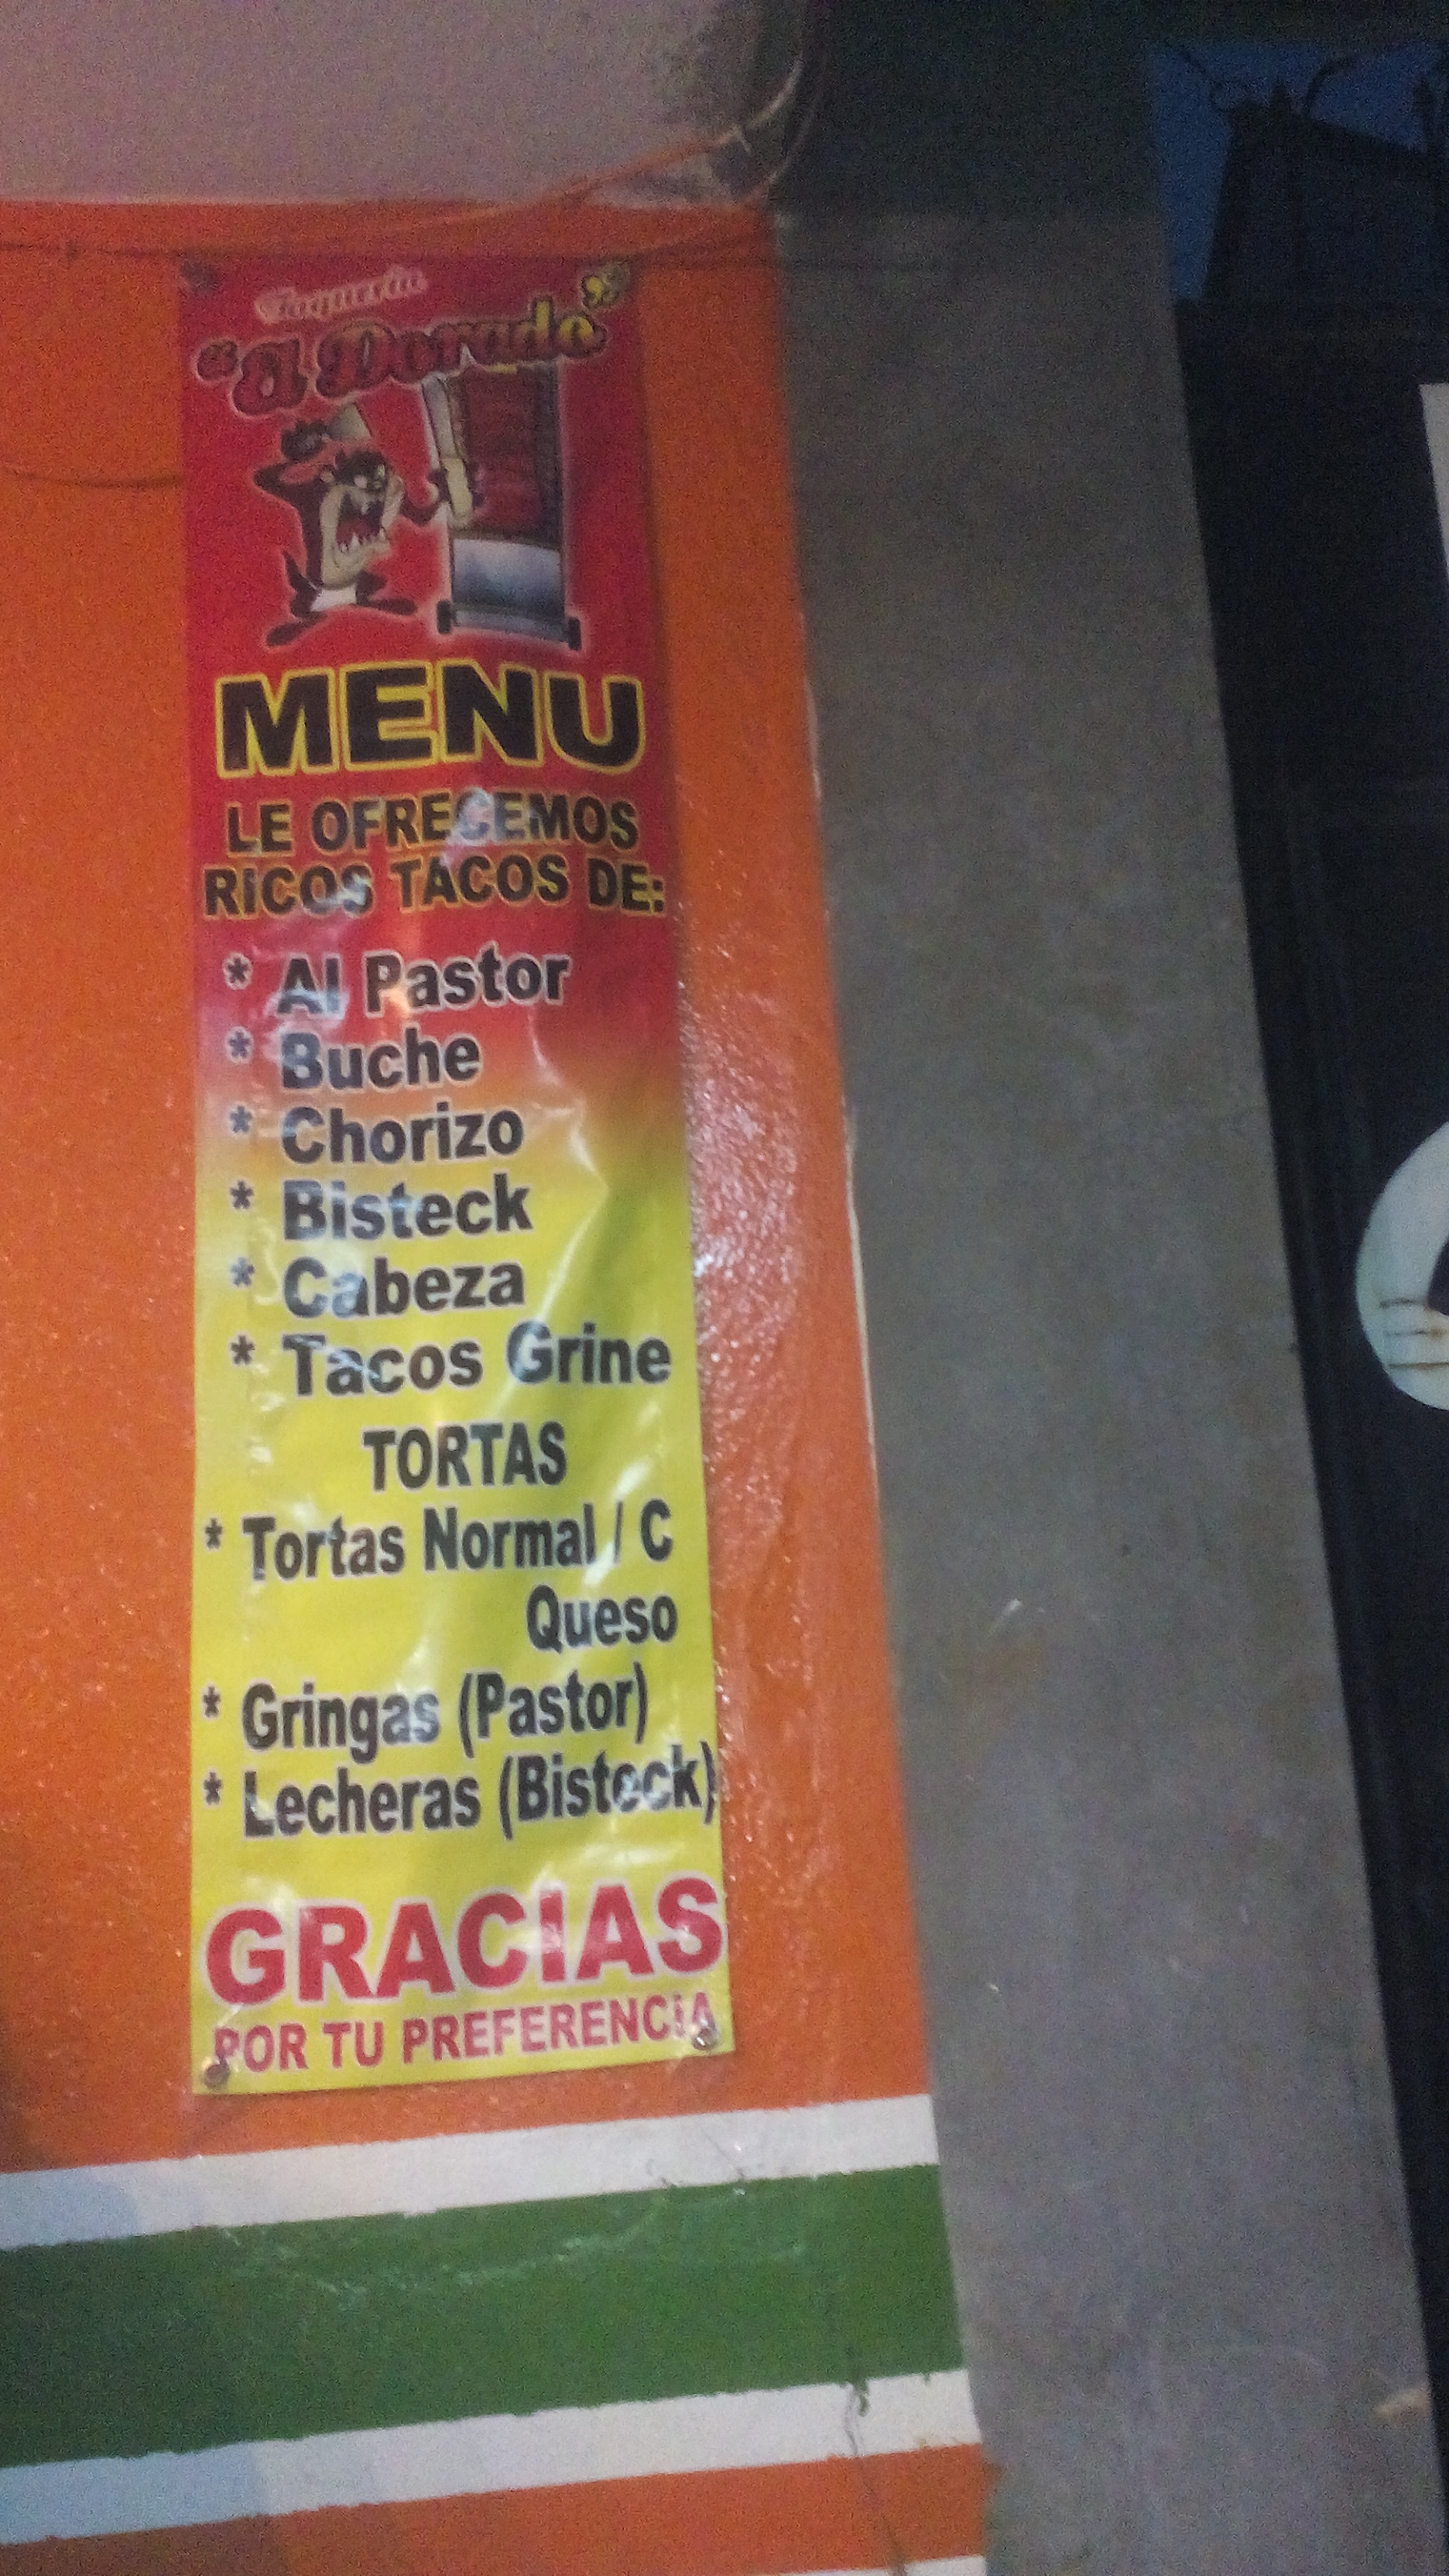 Taquería
"El Dorado"
MENU
LE OFRECEMOS
RICOS TACOS DE:
* Al Pastor
* Buche
* Chorizo
* Bisteck
* Cabeza
* Tacos Grine
TORTAS
* Tortas Normal / C
Queso
* Gringas (Pastor)
* Lecheras (Bisteck)
GRACIAS
POR TU PREFERENCIA